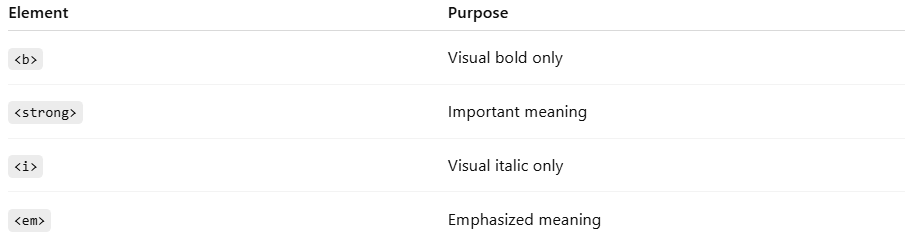 Element Purpose
<b> Visual bold only
<strong> Important meaning
<i> Visual italic only
<em> Emphasized meaning